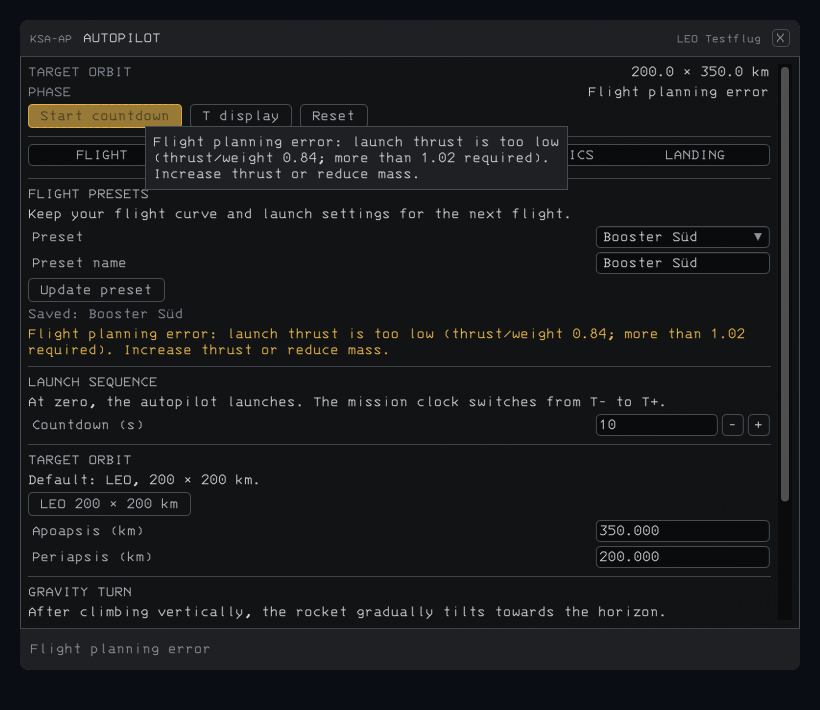 KSA-AP AUTOPILOT
LEO Testflug X
TARGET ORBIT 200.0 × 350.0 km
PHASE Flight planning error
Start countdown T display Reset
Flight planning error: launch thrust is too low
(thrust/weight 0.84; more than 1.02 required).
Increase thrust or reduce mass.
FLIGHT ICS LANDING
FLIGHT PRESETS
Keep your flight curve and launch settings for the next flight.
Preset Booster Süd ▼
Preset name Booster Süd
Update preset
Saved: Booster Süd
Flight planning error: launch thrust is too low (thrust/weight 0.84; more than 1.02
required). Increase thrust or reduce mass.
LAUNCH SEQUENCE
At zero, the autopilot launches. The mission clock switches from T- to T+.
Countdown (s) 10 - +
TARGET ORBIT
Default: LEO, 200 × 200 km.
LEO 200 × 200 km
Apoapsis (km) 350.000
Periapsis (km) 200.000
GRAVITY TURN
After climbing vertically, the rocket gradually tilts towards the horizon.
Flight planning error